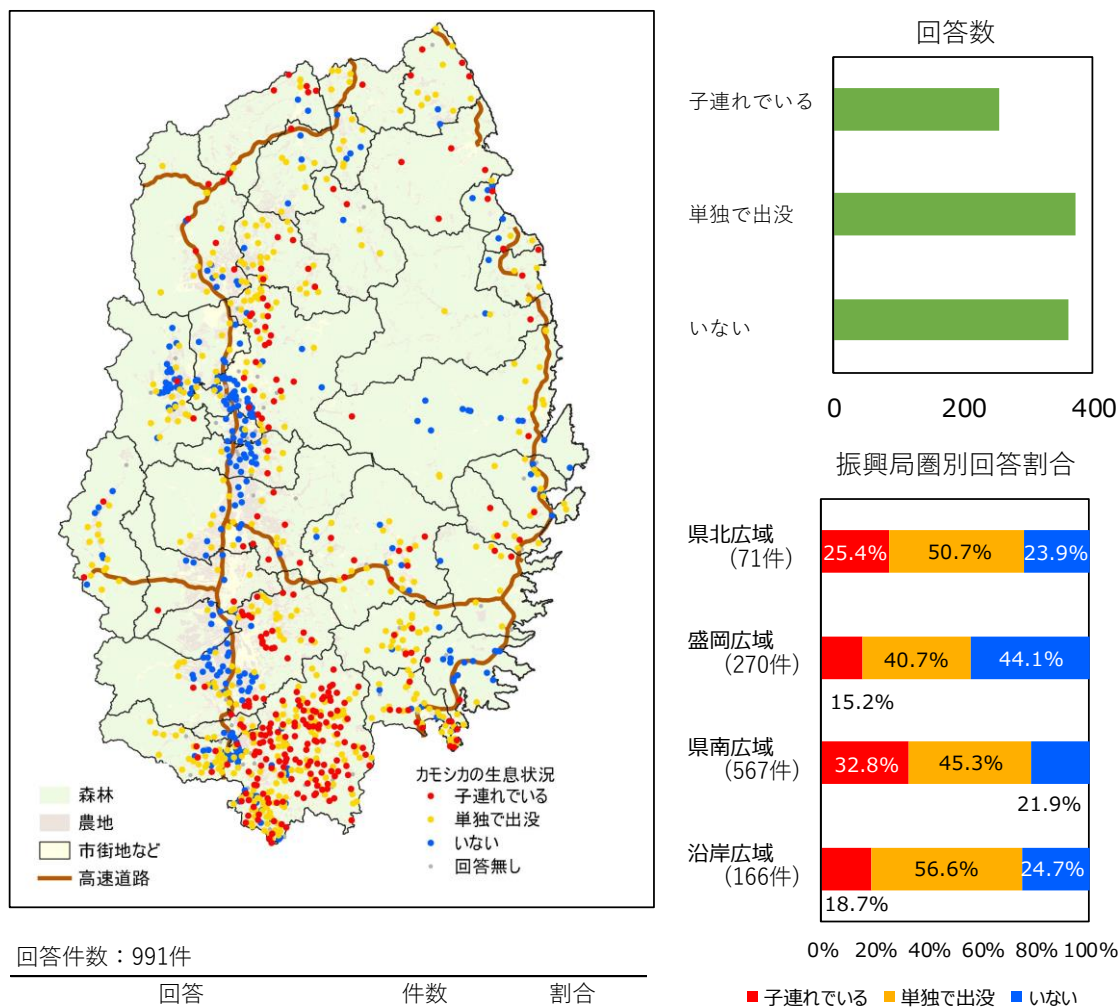 森林
農地
市街地など
高速道路
カモシカの生息状況
子連れでいる
単独で出没
いない
回答無し
回答数
子連れでいる
単独で出没
いない
0 200 400
振興局圏別回答割合
県北広域
(71件)
25.4% 50.7% 23.9%
盛岡広域
(270件)
40.7% 44.1%
15.2%
県南広域
(567件)
32.8% 45.3%
21.9%
沿岸広域
(166件)
56.6% 24.7%
18.7%
0% 20% 40% 60% 80% 100%
子連れでいる 単独で出没 いない
回答件数：991件
回答 件数 割合